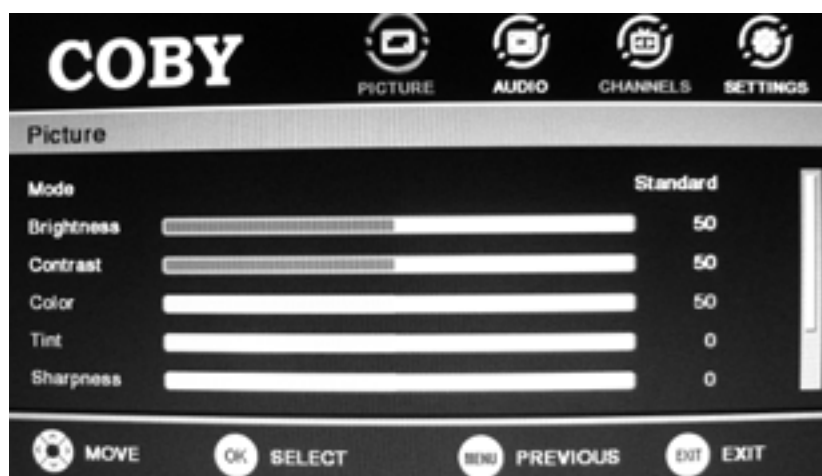 COBY
PICTURE AUDIO CHANNELS SETTINGS
Picture
Mode Standard
Brightness 50
Contrast 50
Color 50
Tint 0
Sharpness 0
MOVE OK SELECT MENU PREVIOUS EXIT EXIT